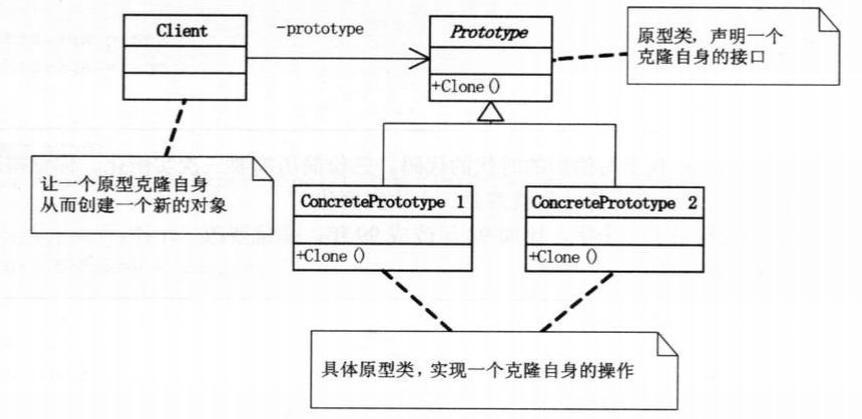 Client
-prototype
Prototype
+Clone()
原型类，声明一个
克隆自身的接口
让一个原型克隆自身
从而创建一个新的对象
ConcretePrototype 1
+Clone()
ConcretePrototype 2
+Clone()
具体原型类，实现一个克隆自身的操作